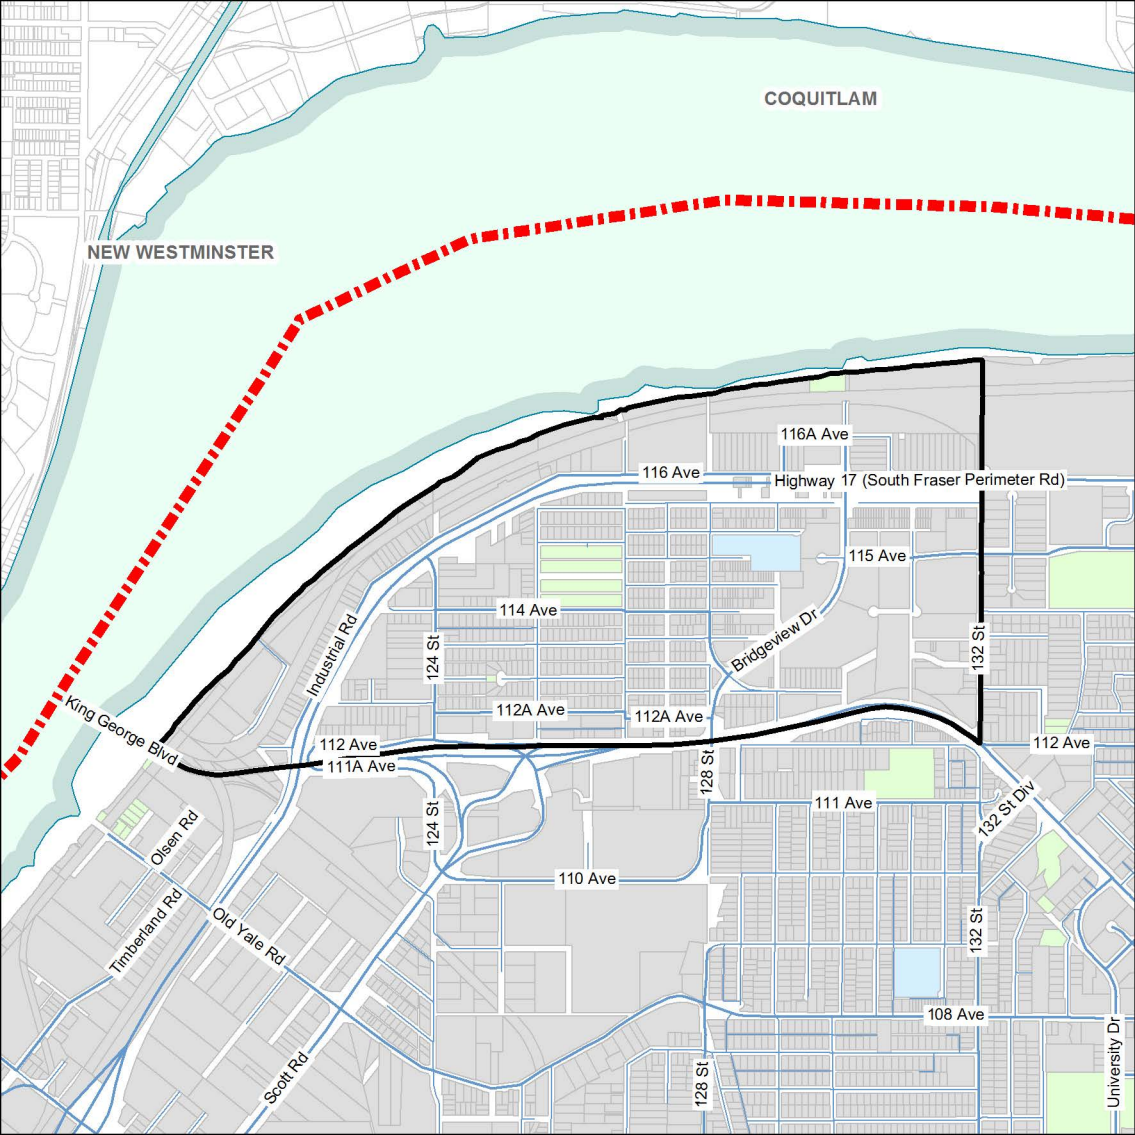 COQUITLAM
NEW WESTMINSTER
116A Ave
116 Ave
Highway 17 (South Fraser Perimeter Rd)
115 Ave
114 Ave
Industrial Rd
124 St
Bridgeview Dr
132 St
King George Blvd
112A Ave
112A Ave
112 Ave
112 Ave
111A Ave
128 St
111 Ave
132 St Div
Olsen Rd
124 St
110 Ave
Timberland Rd
Old Yale Rd
132 St
108 Ave
Scott Rd
128 St
University Dr